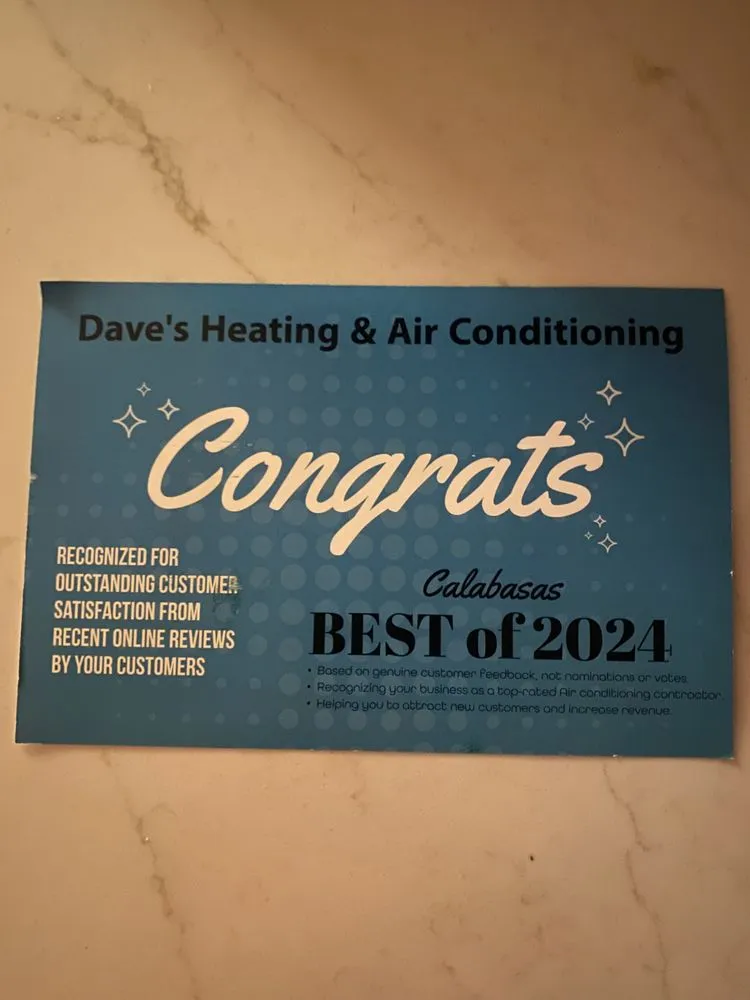 Dave's Heating & Air Conditioning
Congrats
RECOGNIZED FOR
OUTSTANDING CUSTOMER
SATISFACTION FROM
RECENT ONLINE REVIEWS
BY YOUR CUSTOMERS
Calabasas
BEST of 2024
• Based on genuine customer feedback, not nominations or votes.
• Recognizing your business as a top-rated Air conditioning contractor.
• Helping you to attract new customers and increase revenue.